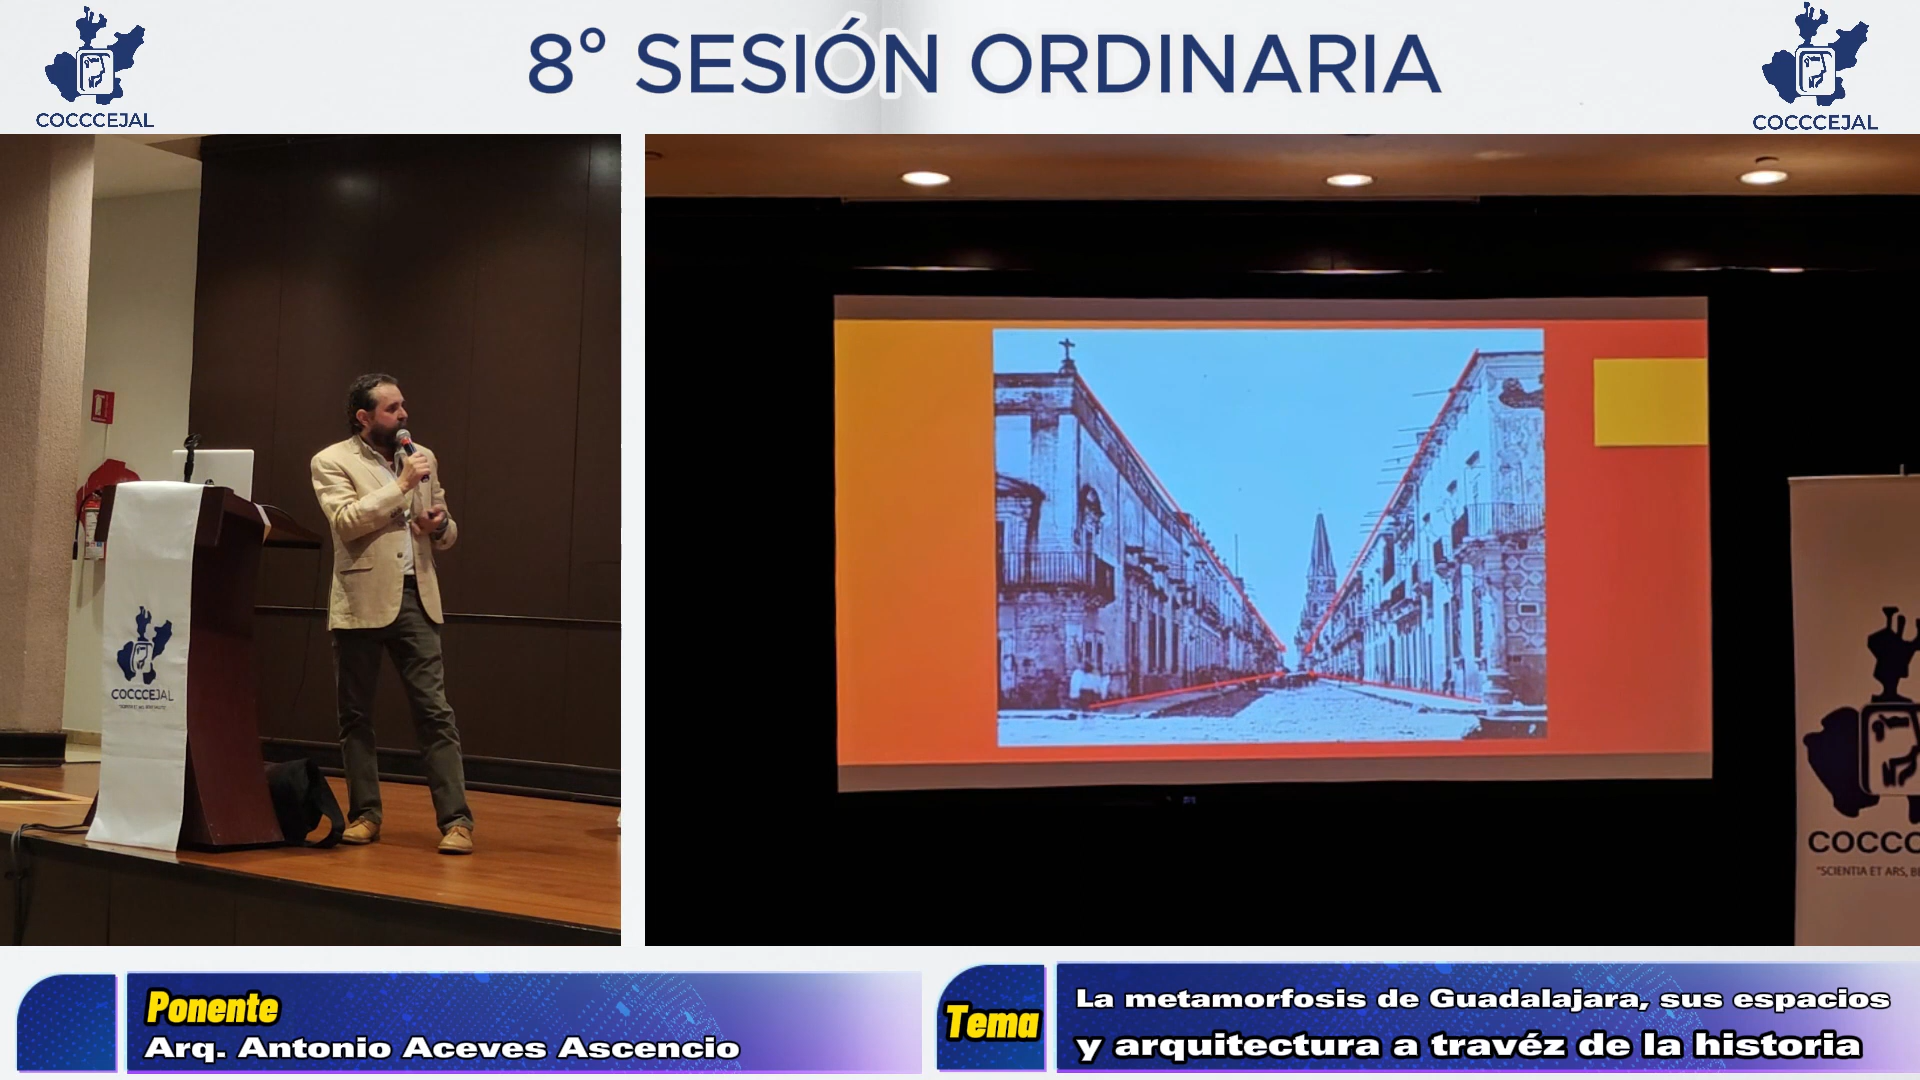 8° SESIÓN ORDINARIA
COCCCEJAL
COCCCEJAL
COCCCEJAL
COCCC
"SCIENTIA ET ARS, BE
Ponente
Arq. Antonio Aceves Ascencio
Tema
La metamorfosis de Guadalajara, sus espacios
y arquitectura a travéz de la historia